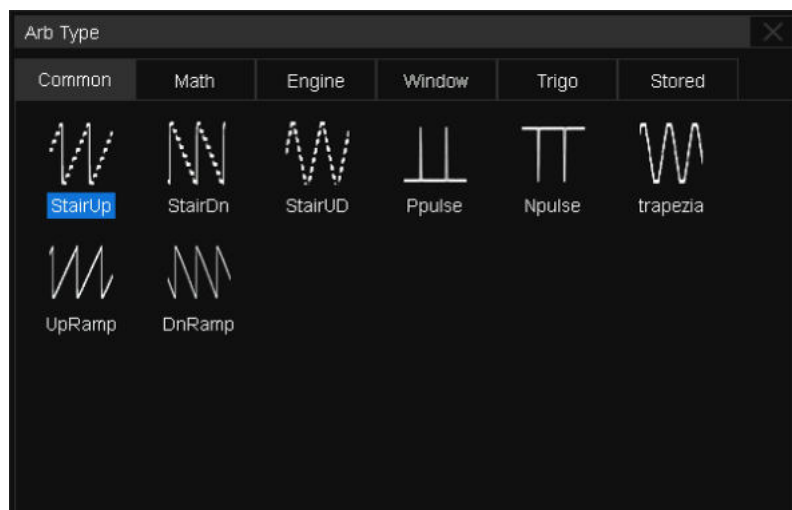 Arb Type
Common Math Engine Window Trigo Stored
StairUp StairDn StairUD Ppulse Npulse trapezia
UpRamp DnRamp